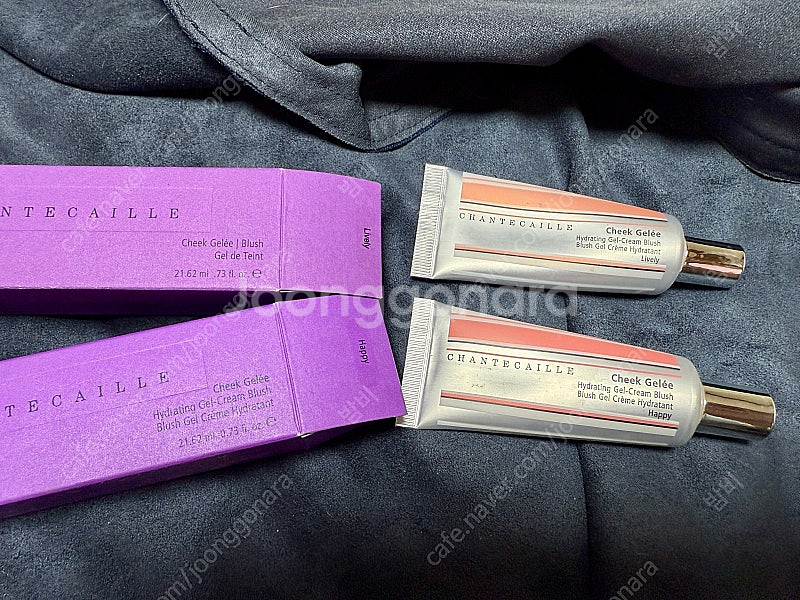 NTECAILLE
Cheek Gelée | Blush
Gel de Teint
21.62 ml .73 fl. oz. ℮
Lively
CHANTECAILLE
Cheek Gelée
Hydrating Gel-Cream Blush
Blush Gel Crème Hydratant
Lively
Joonggonara
TECAILLE
Cheek Gelée
Hydrating Gel-Cream Blush
Blush Gel Crème Hydratant
21.62 ml. 0.73 fl. oz. ℮
Happy
CHANTECAILLE
Cheek Gelée
Hydrating Gel-Cream Blush
Blush Gel Crème Hydratant
Happy
cafe.naver.com/joonggonara